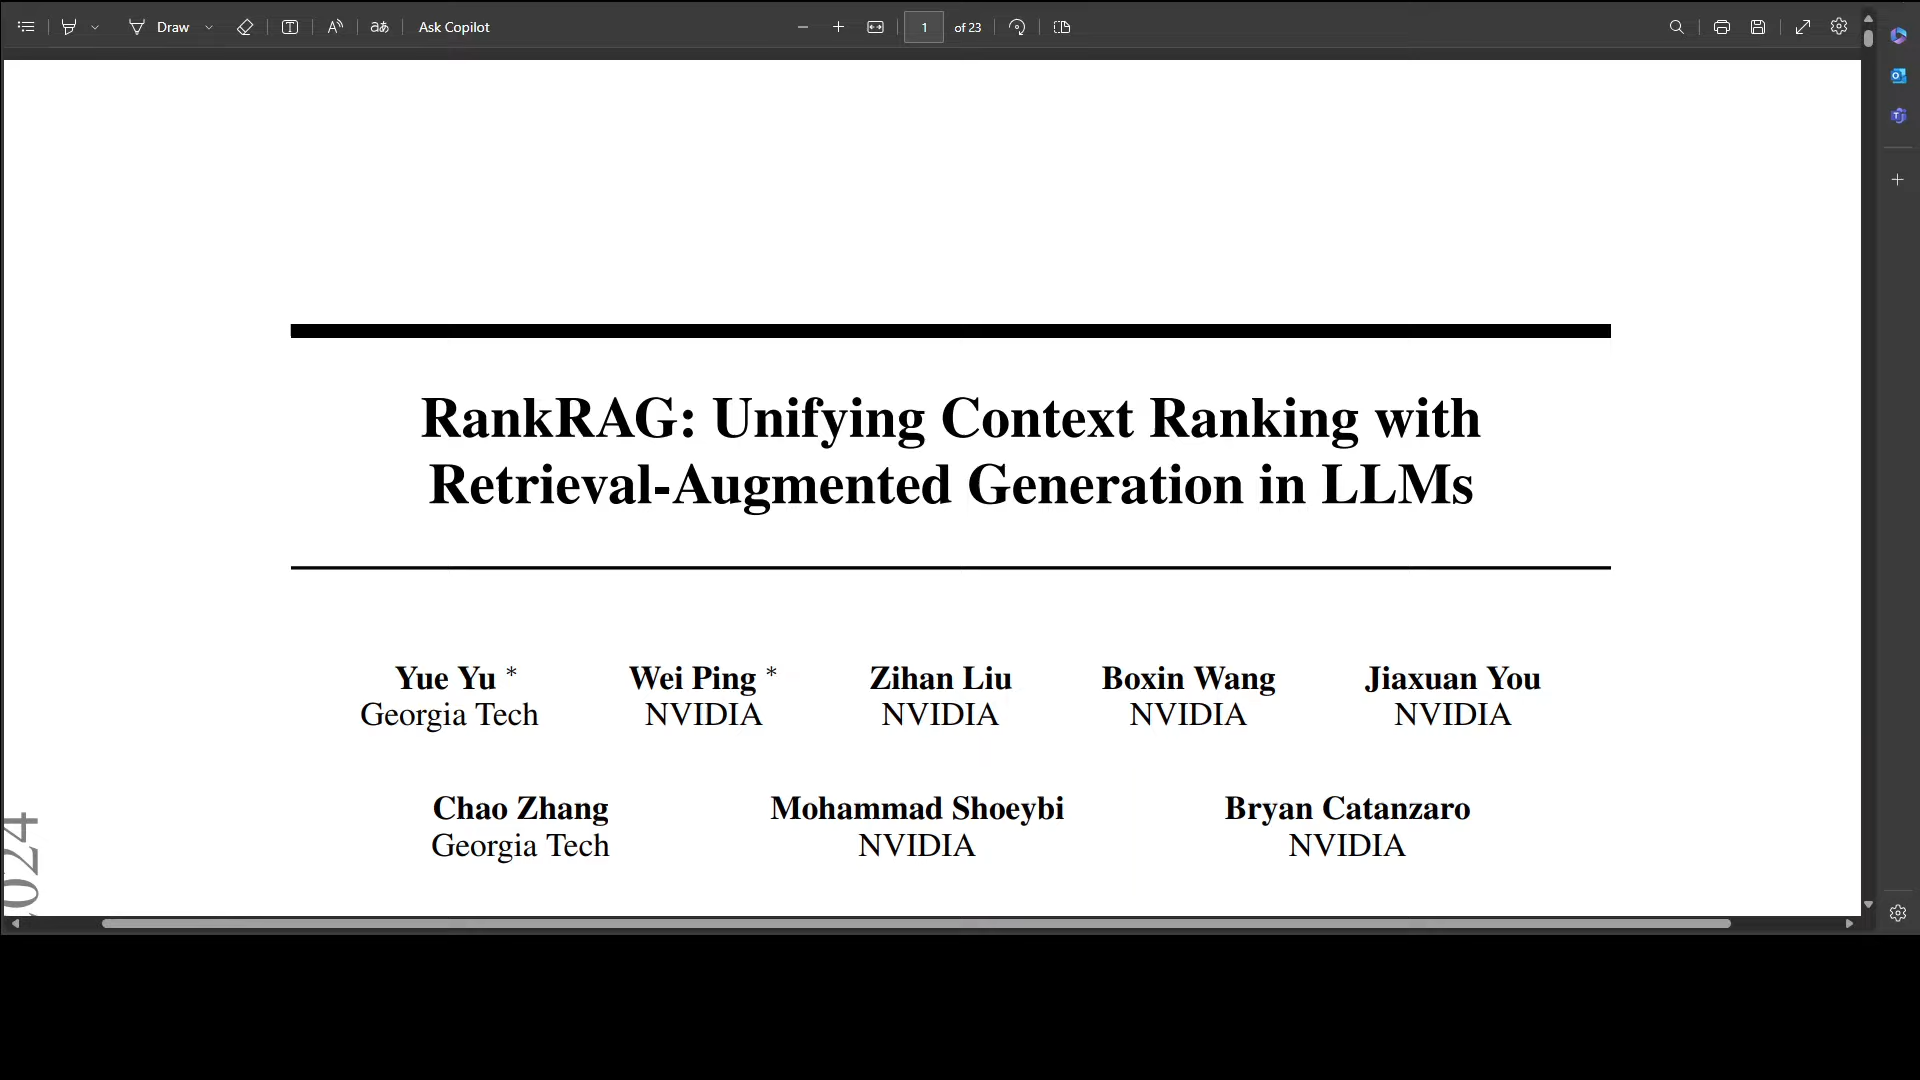 Draw
Ask Copilot
1 of 23
RankRAG: Unifying Context Ranking with
Retrieval-Augmented Generation in LLMs
Yue Yu * Wei Ping * Zihan Liu Boxin Wang Jiaxuan You
Georgia Tech NVIDIA NVIDIA NVIDIA NVIDIA
Chao Zhang Mohammad Shoeybi Bryan Catanzaro
Georgia Tech NVIDIA NVIDIA
024